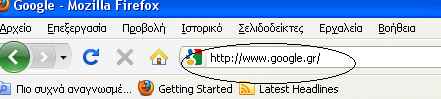 Google - Mozilla Firefox
Αρχείο Επεξεργασία Προβολή Ιστορικό Σελιδοδείκτες Εργαλεία Βοήθεια
http://www.google.gr/
Πιο συχνά αναγνωσμέ... Getting Started Latest Headlines